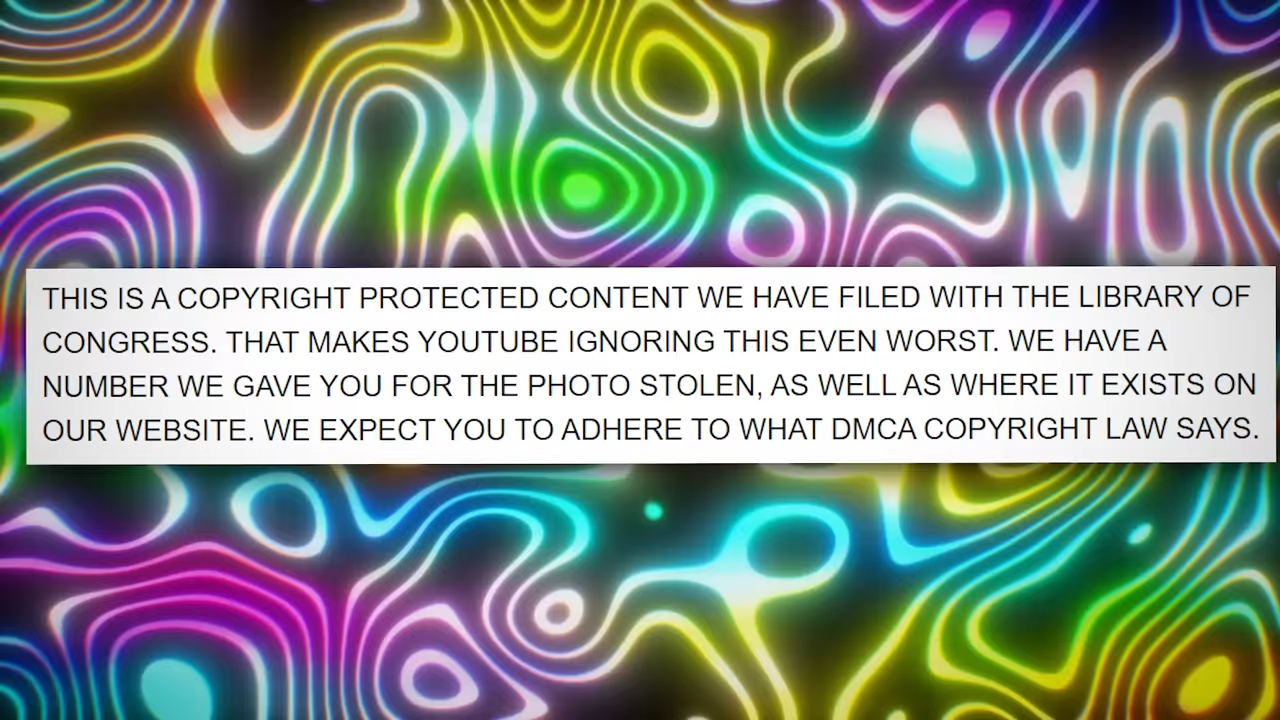 THIS IS A COPYRIGHT PROTECTED CONTENT WE HAVE FILED WITH THE LIBRARY OF
CONGRESS. THAT MAKES YOUTUBE IGNORING THIS EVEN WORST. WE HAVE A
NUMBER WE GAVE YOU FOR THE PHOTO STOLEN, AS WELL AS WHERE IT EXISTS ON
OUR WEBSITE. WE EXPECT YOU TO ADHERE TO WHAT DMCA COPYRIGHT LAW SAYS.